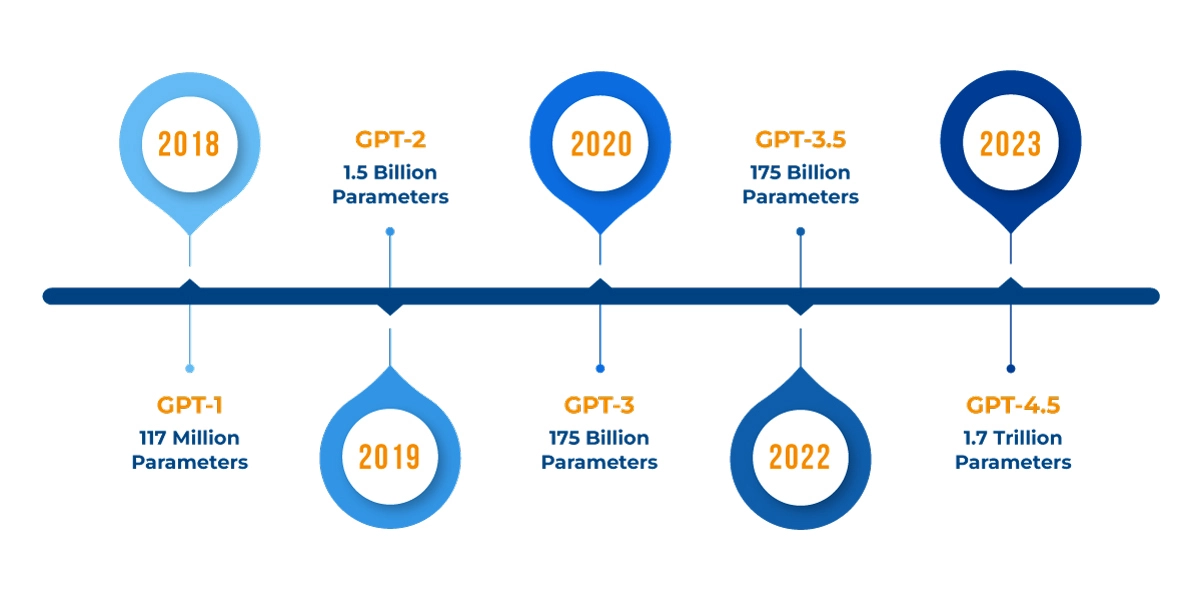 2018
GPT-1
117 Million
Parameters
GPT-2
1.5 Billion
Parameters
2019
2020
GPT-3
175 Billion
Parameters
GPT-3.5
175 Billion
Parameters
2022
2023
GPT-4.5
1.7 Trillion
Parameters